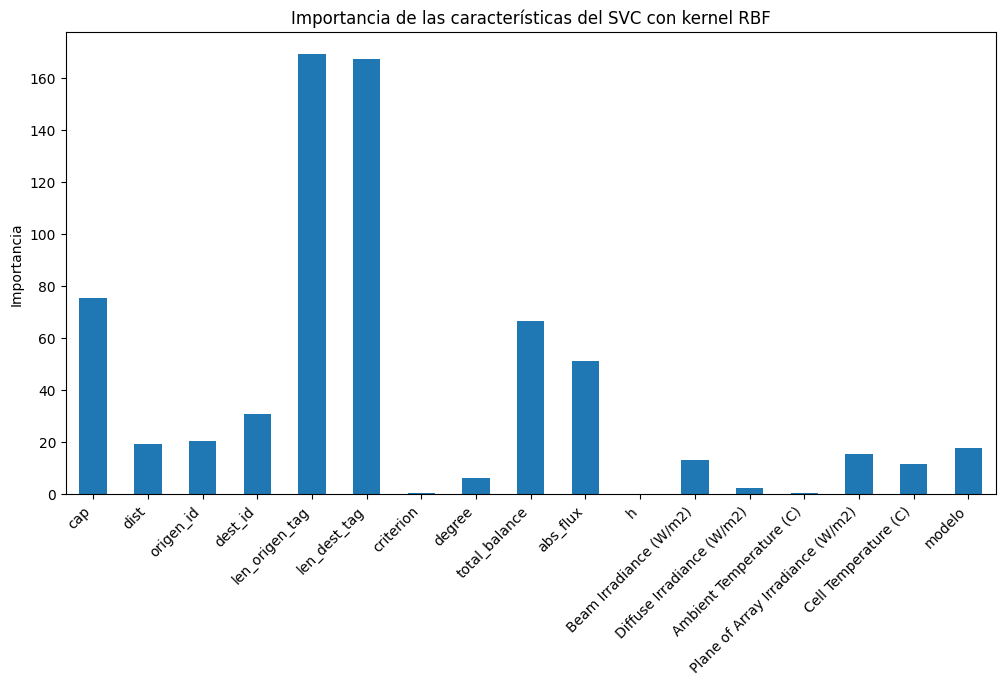 Importancia de las características del SVC con kernel RBF
Importancia
160
140
120
100
80
60
40
20
0
cap
dist
origen_id
dest_id
len_origen_tag
len_dest_tag
criterion
degree
total_balance
abs_flux
h
Beam Irradiance (W/m2)
Diffuse Irradiance (W/m2)
Ambient Temperature (C)
Plane of Array Irradiance (W/m2)
Cell Temperature (C)
modelo